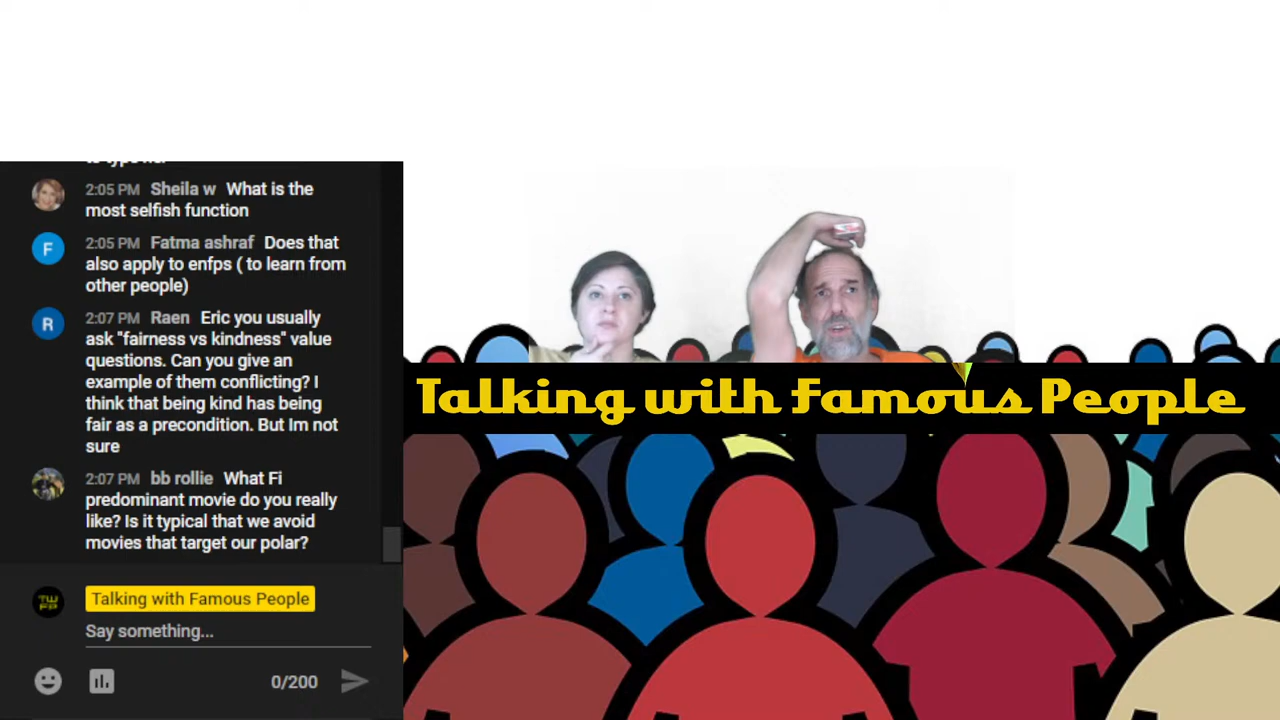 2:05 PM Sheila w What is the
most selfish function
2:05 PM Fatma ashraf Does that
also apply to enfps ( to learn from
other people)
2:07 PM Raen Eric you usually
ask "fairness vs kindness" value
questions. Can you give an
example of them conflicting? I
think that being kind has being
fair as a precondition. But Im not
sure
2:07 PM bb rollie What Fi
predominant movie do you really
like? Is it typical that we avoid
movies that target our polar?
Talking with Famous People
Say something...
0/200
F
R
TW
FP
Talking with Famous People